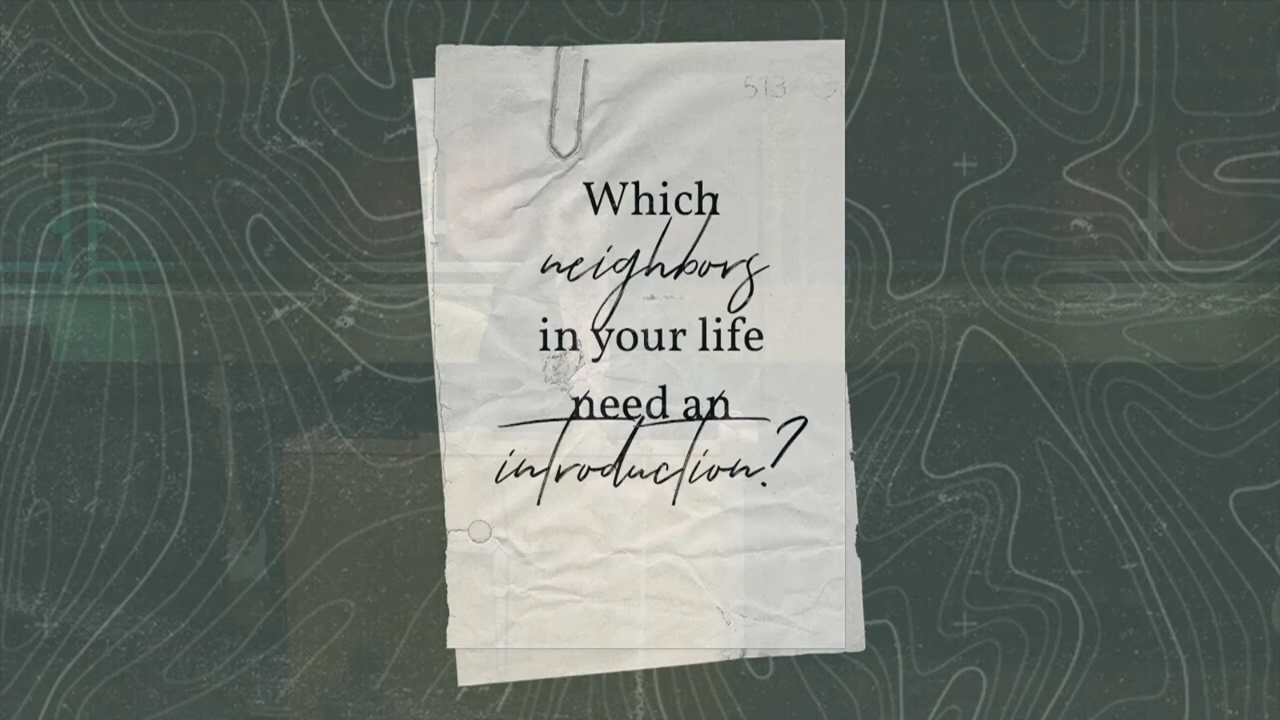 513
Which
neighbors
in your life
need an
introduction?